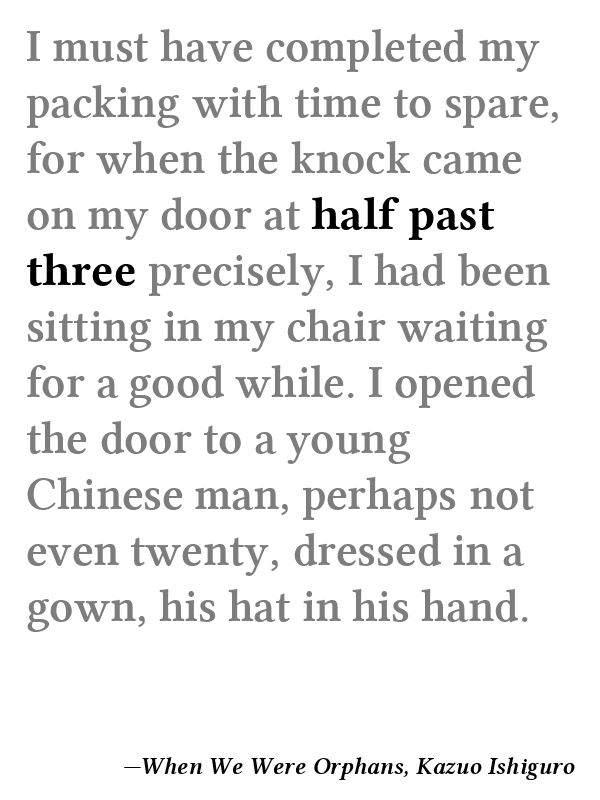 I must have completed my
packing with time to spare,
for when the knock came
on my door at half past
three precisely, I had been
sitting in my chair waiting
for a good while. I opened
the door to a young
Chinese man, perhaps not
even twenty, dressed in a
gown, his hat in his hand.
—When We Were Orphans, Kazuo Ishiguro